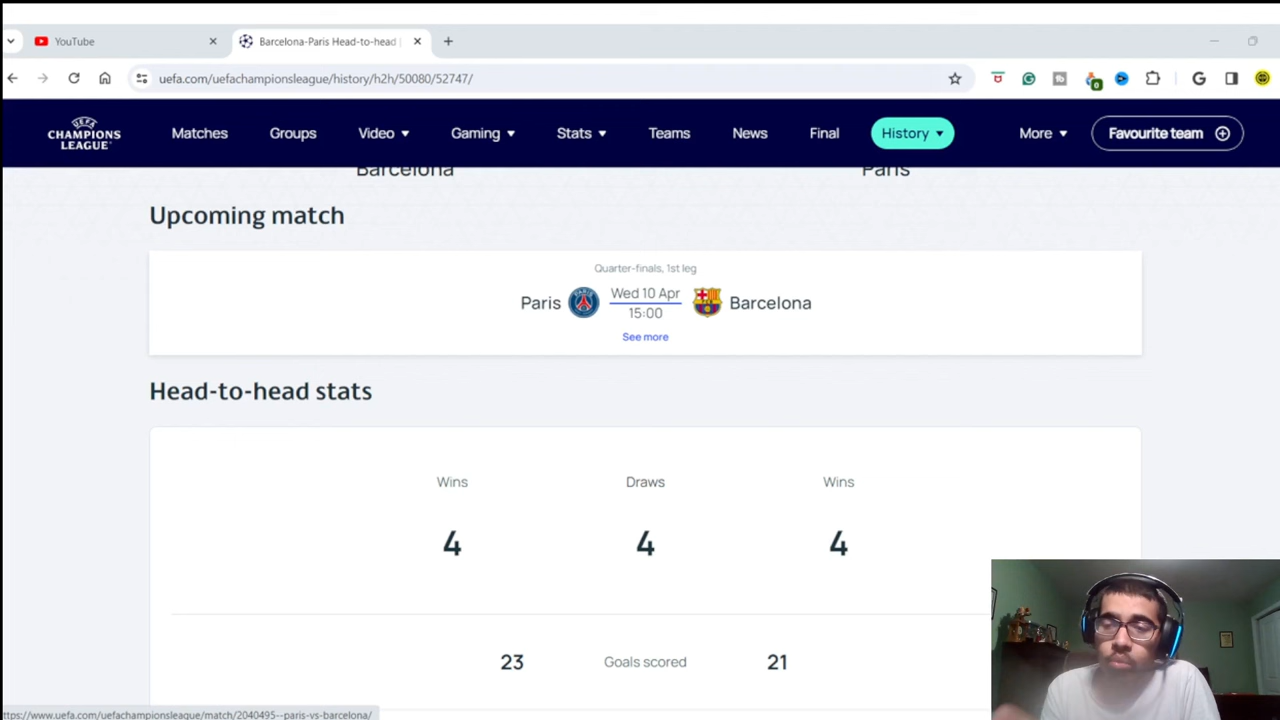 YouTube
Barcelona-Paris Head-to-head |
uefa.com/uefachampionsleague/history/h2h/50080/52747/
UEFA
CHAMPIONS
LEAGUE
Matches Groups Video Gaming Stats Teams News Final History More Favourite team
Barcelona Paris
Upcoming match
Quarter-finals, 1st leg
Paris Wed 10 Apr Barcelona
15:00
See more
Head-to-head stats
Wins Draws Wins
4 4 4
23 Goals scored 21
ttps://www.uefa.com/uefachampionsleague/match/2040495--paris-vs-barcelona/